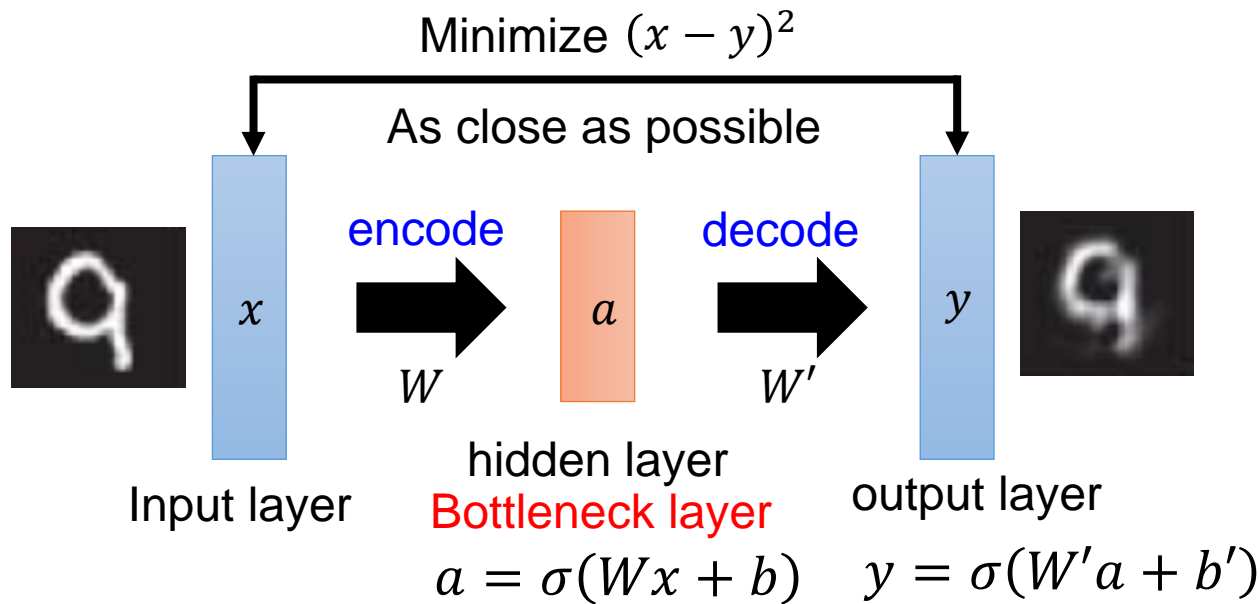 Minimize (x − y)²
As close as possible
encode
decode
x
a
y
W
W′
hidden layer
Input layer
Bottleneck layer
output layer
a = σ(Wx + b)
y = σ(W′a + b′)